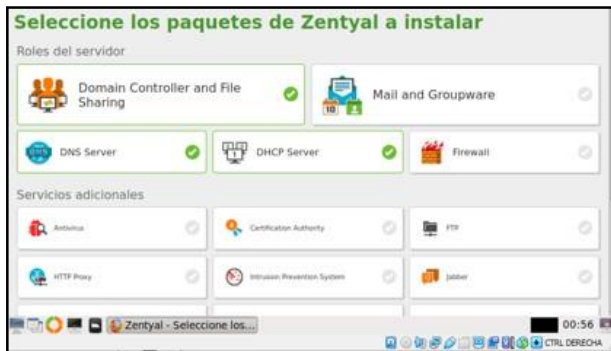 Seleccione los paquetes de Zentyal a instalar
Roles del servidor
Domain Controller and File
Sharing
Mail and Groupware
10
DNS Server
DHCP Server
Firewall
Servicios adicionales
Antivirus
Certification Authority
FTP
HTTP Proxy
Intrusion Prevention System
Jabber
Zentyal - Seleccione los...
00:56
CTRL DERECHA